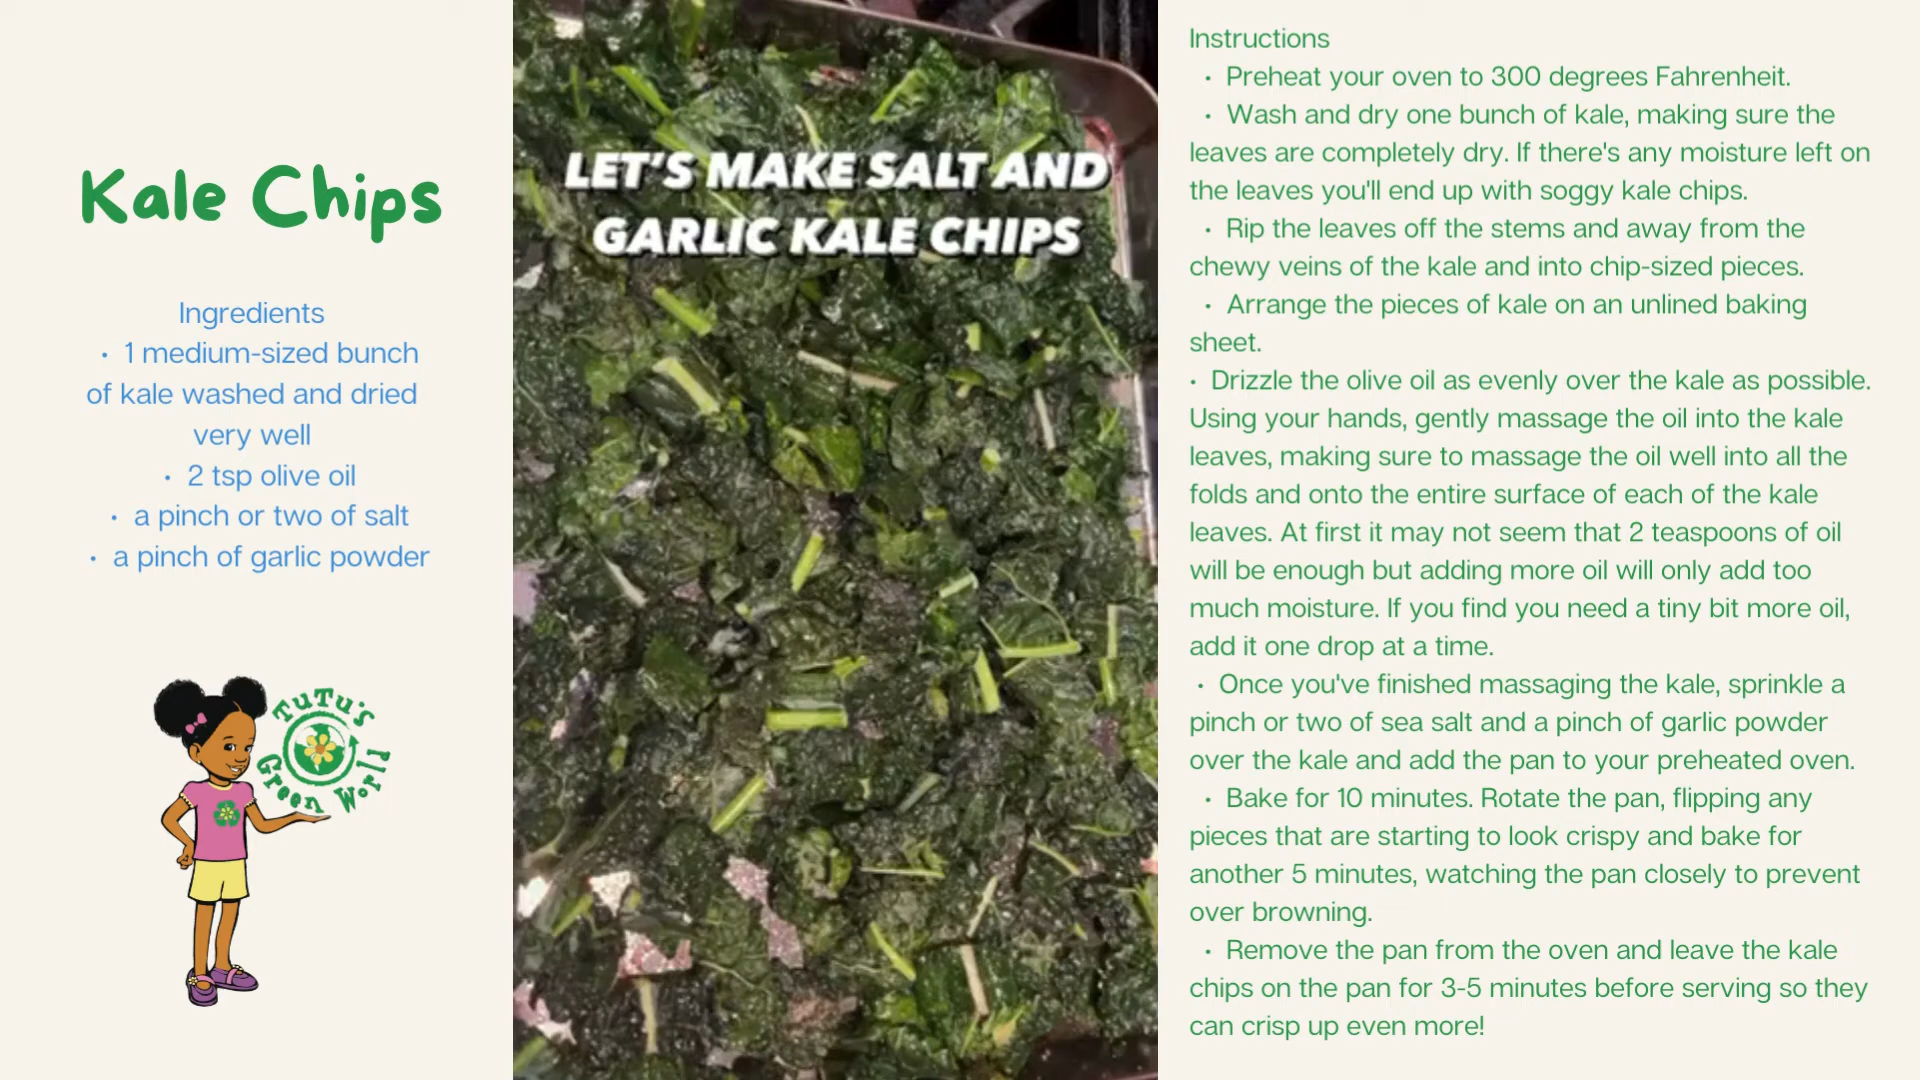 Kale Chips
Ingredients
• 1 medium-sized bunch
of kale washed and dried
very well
• 2 tsp olive oil
• a pinch or two of salt
• a pinch of garlic powder
TuTu's
Green World
LET'S MAKE SALT AND
GARLIC KALE CHIPS
Instructions
• Preheat your oven to 300 degrees Fahrenheit.
• Wash and dry one bunch of kale, making sure the
leaves are completely dry. If there's any moisture left on
the leaves you'll end up with soggy kale chips.
• Rip the leaves off the stems and away from the
chewy veins of the kale and into chip-sized pieces.
• Arrange the pieces of kale on an unlined baking
sheet.
• Drizzle the olive oil as evenly over the kale as possible.
Using your hands, gently massage the oil into the kale
leaves, making sure to massage the oil well into all the
folds and onto the entire surface of each of the kale
leaves. At first it may not seem that 2 teaspoons of oil
will be enough but adding more oil will only add too
much moisture. If you find you need a tiny bit more oil,
add it one drop at a time.
• Once you've finished massaging the kale, sprinkle a
pinch or two of sea salt and a pinch of garlic powder
over the kale and add the pan to your preheated oven.
• Bake for 10 minutes. Rotate the pan, flipping any
pieces that are starting to look crispy and bake for
another 5 minutes, watching the pan closely to prevent
over browning.
• Remove the pan from the oven and leave the kale
chips on the pan for 3-5 minutes before serving so they
can crisp up even more!